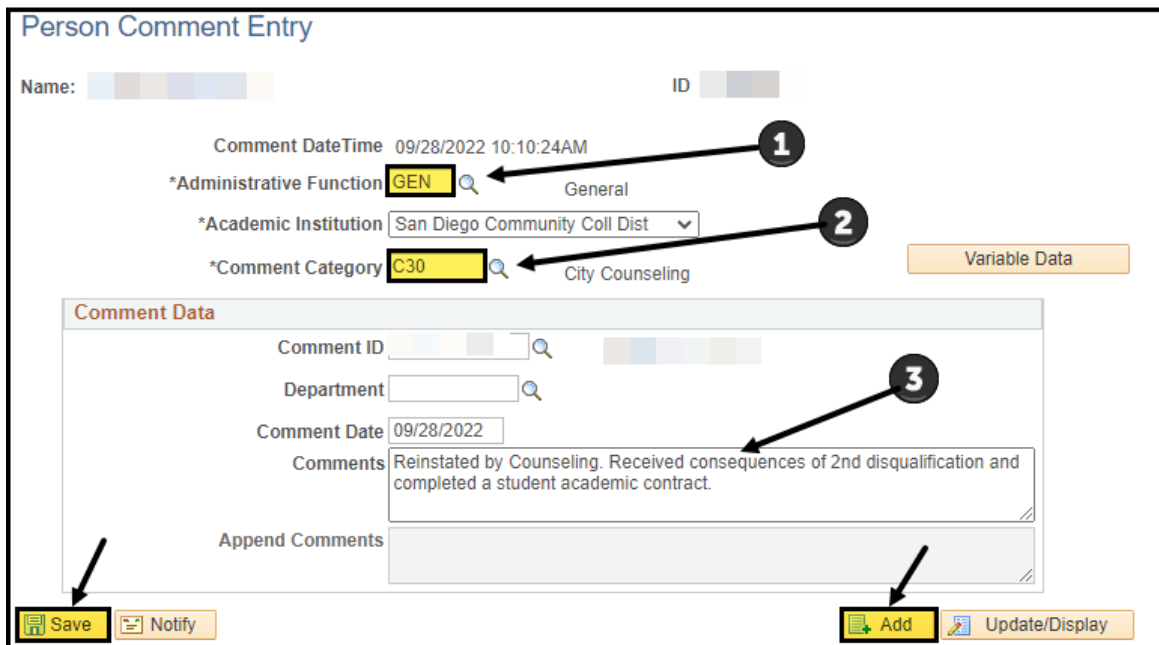 Person Comment Entry
Name: ID
Comment DateTime 09/28/2022 10:10:24AM 1
*Administrative Function GEN General
*Academic Institution San Diego Community Coll Dist 2
*Comment Category C30 City Counseling Variable Data
Comment Data
Comment ID
Department 3
Comment Date 09/28/2022
Comments Reinstated by Counseling. Received consequences of 2nd disqualification and
completed a student academic contract.
Append Comments
Save Notify Add Update/Display